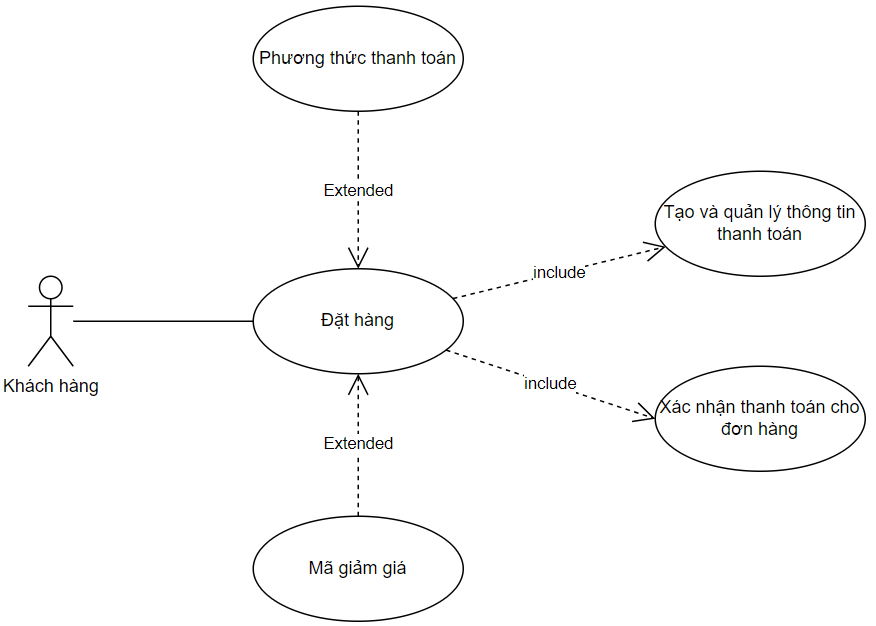 Phương thức thanh toán
Extended
Tạo và quản lý thông tin
thanh toán
include
Đặt hàng
Khách hàng
include
Xác nhận thanh toán cho
đơn hàng
Extended
Mã giảm giá